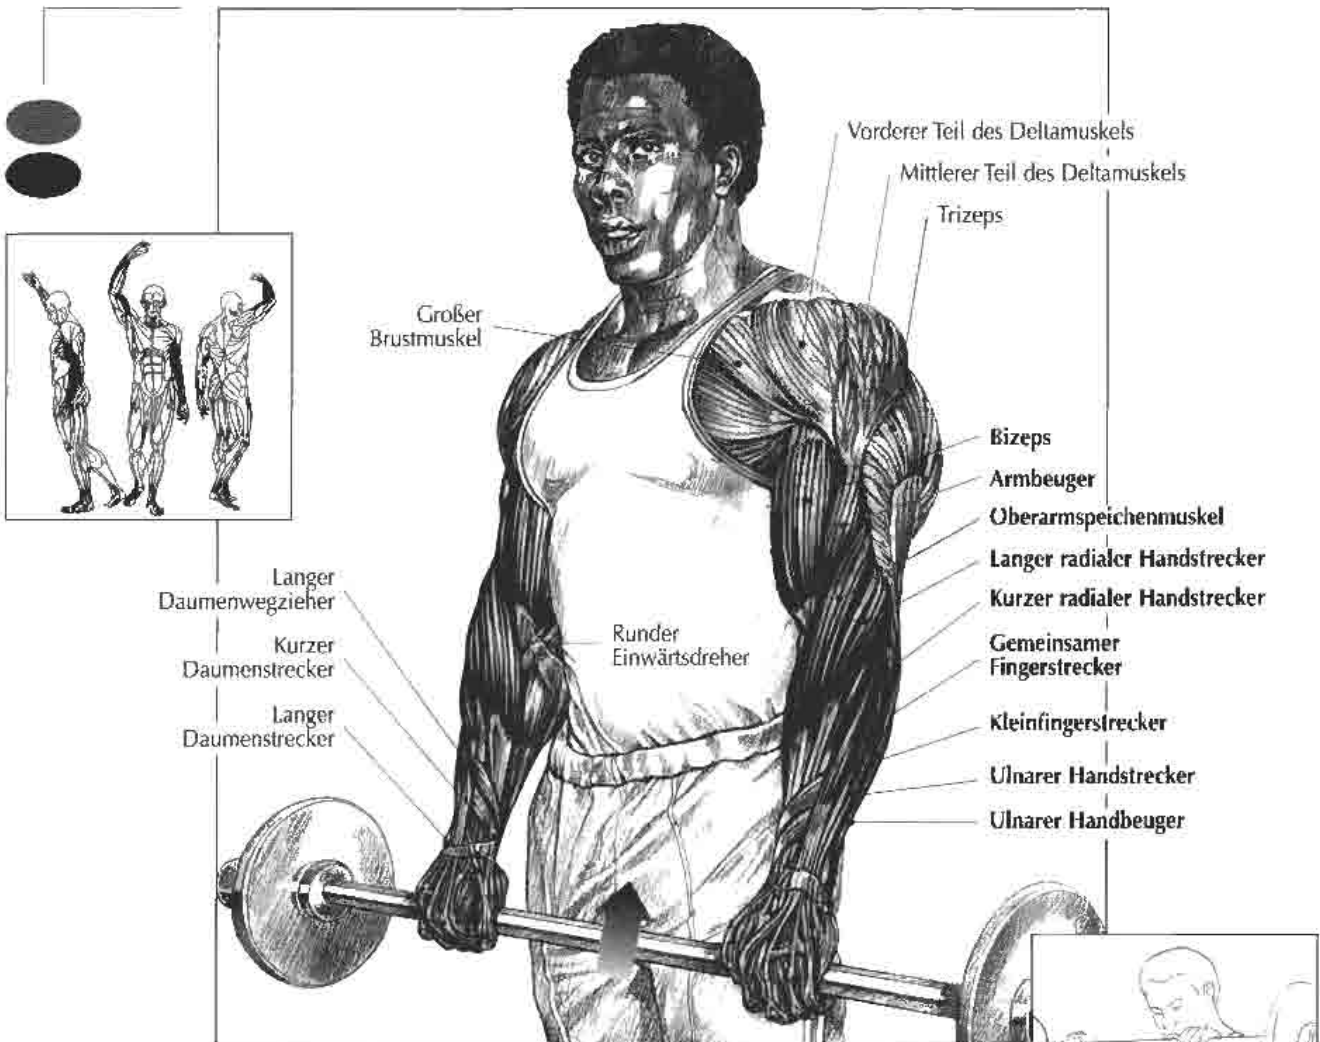 Vorderer Teil des Deltamuskels
Mittlerer Teil des Deltamuskels
Trizeps
Großer
Brustmuskel
Bizeps
Armbeuger
Oberarmspeichenmuskel
Langer radialer Handstrecker
Kurzer radialer Handstrecker
Gemeinsamer
Fingerstrecker
Kleinfingerstrecker
Ulnarer Handstrecker
Ulnarer Handbeuger
Langer
Daumenwegzieher
Kurzer
Daumenstrecker
Langer
Daumenstrecker
Runder
Einwärtsdreher